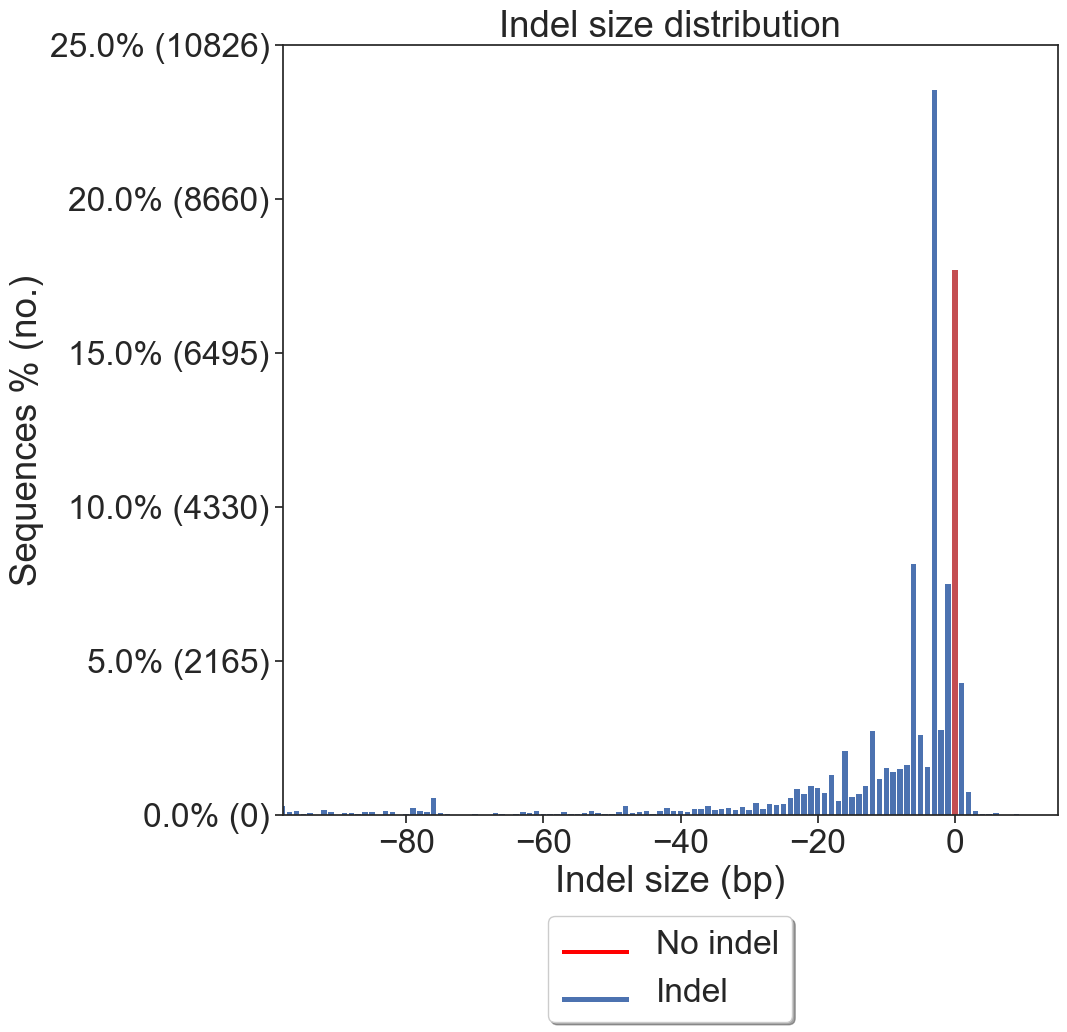 Indel size distribution
25.0% (10826)
20.0% (8660)
15.0% (6495)
10.0% (4330)
5.0% (2165)
0.0% (0)
Sequences % (no.)
−80 −60 −40 −20 0
Indel size (bp)
No indel
Indel